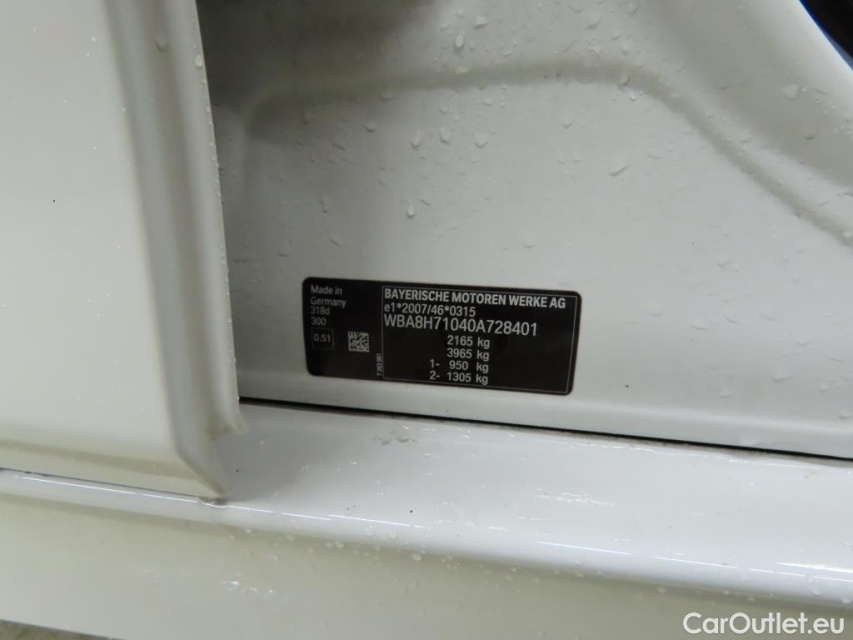 Made in
Germany
318d
300
0.51
BAYERISCHE MOTOREN WERKE AG
e1*2007/46*0315
WBA8H71040A728401
2165 kg
3965 kg
1- 950 kg
2- 1305 kg
CarOutlet.eu